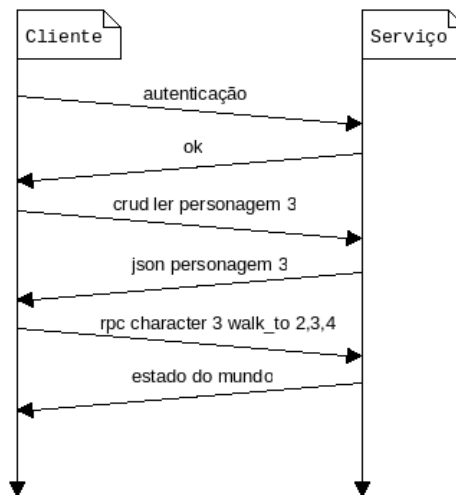 Cliente
Serviço
autenticação
ok
crud ler personagem 3
json personagem 3
rpc character 3 walk_to 2,3,4
estado do mundo